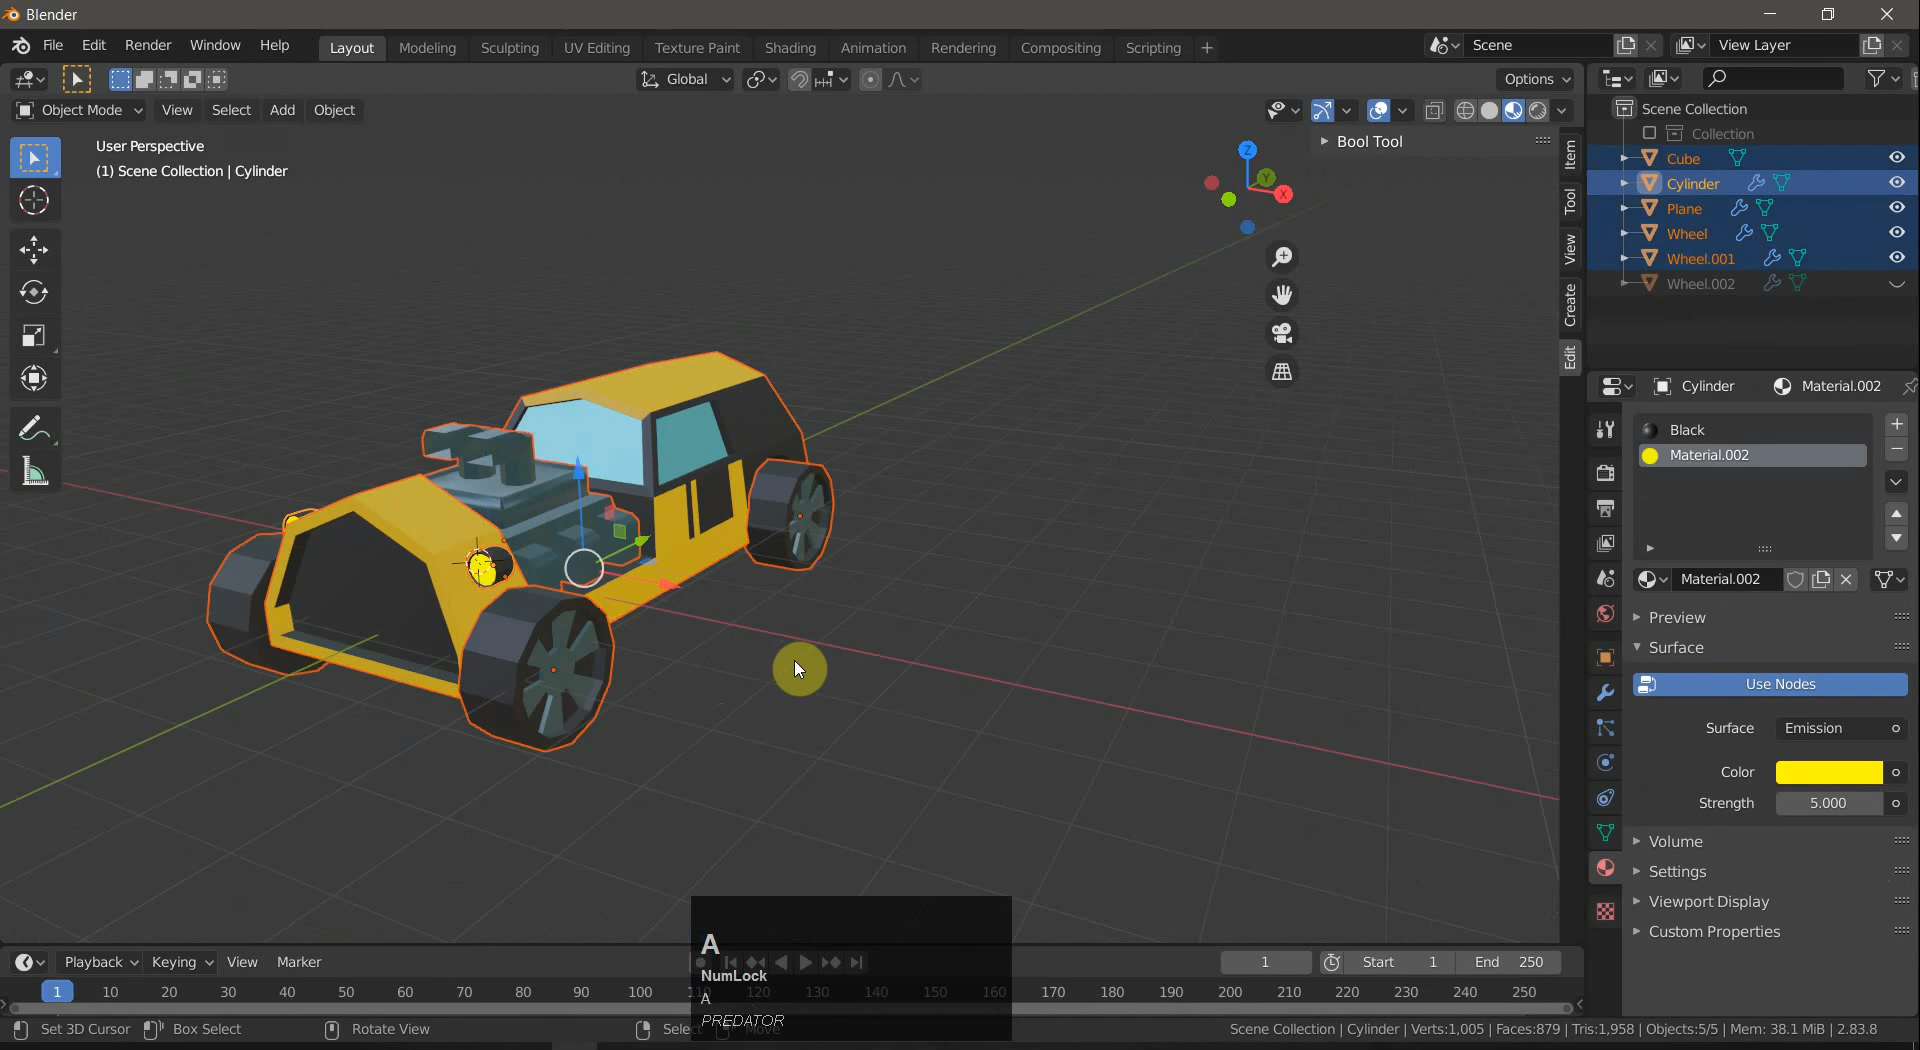 Blender
File Edit Render Window Help Layout Modeling Sculpting UV Editing Texture Paint Shading Animation Rendering Compositing Scripting + Scene View Layer
Global Options
Object Mode View Select Add Object
User Perspective
(1) Scene Collection | Cylinder
Z
Y
X
Bool Tool
Item
Tool
View
Create
Edit
Scene Collection
Collection
Cube
Cylinder
Plane
Wheel
Wheel.001
Wheel.002
Cylinder Material.002
Black
Material.002
Material.002
Preview
Surface
Use Nodes
Surface Emission
Color
Strength 5.000
Volume
Settings
Viewport Display
Custom Properties
A
NumLock
A
PREDATOR
Playback Keying View Marker 1 Start 1 End 250
1 10 20 30 40 50 60 70 80 90 100 110 120 130 140 150 160 170 180 190 200 210 220 230 240 250
Set 3D Cursor Box Select Rotate View Select Move
Scene Collection | Cylinder | Verts:1,005 | Faces:879 | Tris:1,958 | Objects:5/5 | Mem: 38.1 MiB | 2.83.8